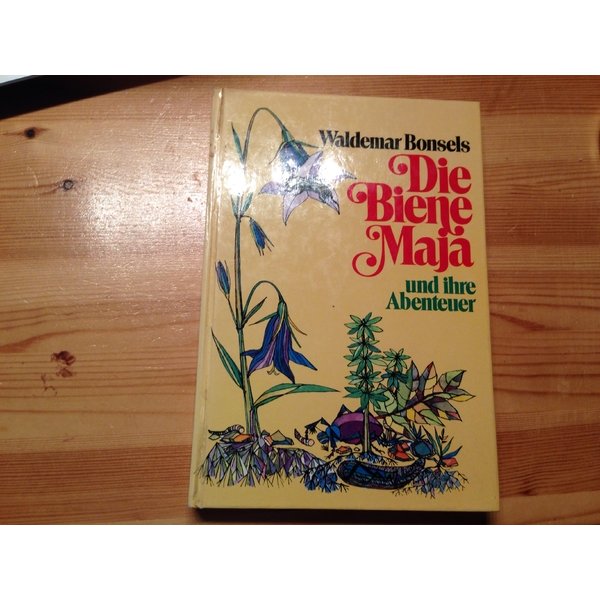 Waldemar Bonsels
Die
Biene
Maja
und ihre
Abenteuer